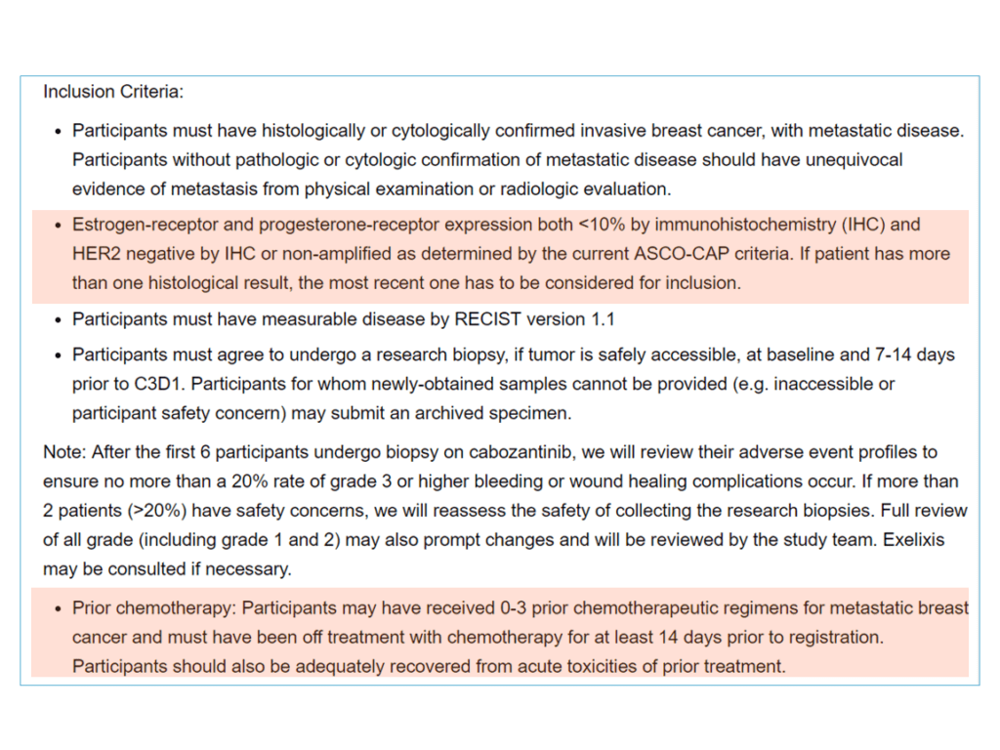 Inclusion Criteria:
• Participants must have histologically or cytologically confirmed invasive breast cancer, with metastatic disease.
Participants without pathologic or cytologic confirmation of metastatic disease should have unequivocal
evidence of metastasis from physical examination or radiologic evaluation.
• Estrogen-receptor and progesterone-receptor expression both <10% by immunohistochemistry (IHC) and
HER2 negative by IHC or non-amplified as determined by the current ASCO-CAP criteria. If patient has more
than one histological result, the most recent one has to be considered for inclusion.
• Participants must have measurable disease by RECIST version 1.1
• Participants must agree to undergo a research biopsy, if tumor is safely accessible, at baseline and 7-14 days
prior to C3D1. Participants for whom newly-obtained samples cannot be provided (e.g. inaccessible or
participant safety concern) may submit an archived specimen.
Note: After the first 6 participants undergo biopsy on cabozantinib, we will review their adverse event profiles to
ensure no more than a 20% rate of grade 3 or higher bleeding or wound healing complications occur. If more than
2 patients (>20%) have safety concerns, we will reassess the safety of collecting the research biopsies. Full review
of all grade (including grade 1 and 2) may also prompt changes and will be reviewed by the study team. Exelixis
may be consulted if necessary.
• Prior chemotherapy: Participants may have received 0-3 prior chemotherapeutic regimens for metastatic breast
cancer and must have been off treatment with chemotherapy for at least 14 days prior to registration.
Participants should also be adequately recovered from acute toxicities of prior treatment.